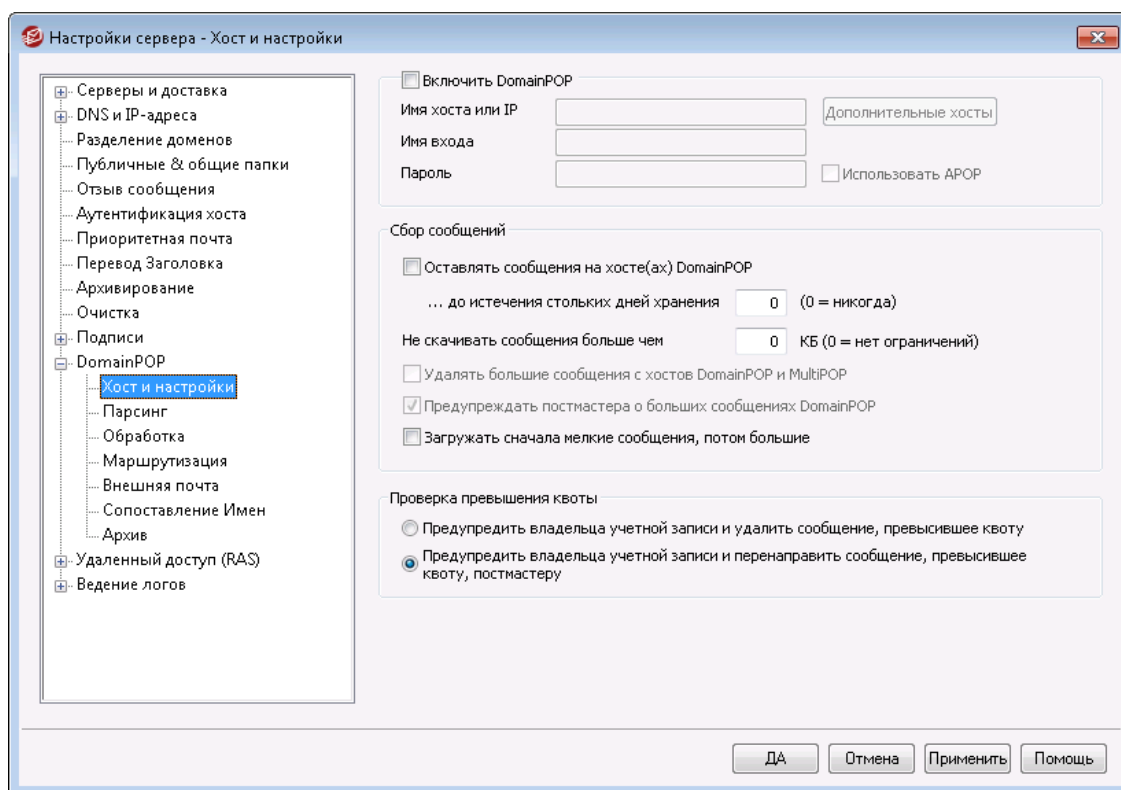 Настройки сервера - Хост и настройки
Серверы и доставка
DNS и IP-адреса
Разделение доменов
Публичные & общие папки
Отзыв сообщения
Аутентификация хоста
Приоритетная почта
Перевод Заголовка
Архивирование
Очистка
Подписи
DomainPOP
Хост и настройки
Парсинг
Обработка
Маршрутизация
Внешняя почта
Сопоставление Имен
Архив
Удаленный доступ (RAS)
Ведение логов
Включить DomainPOP
Имя хоста или IP
Дополнительные хосты
Имя входа
Пароль
Использовать APOP
Сбор сообщений
Оставлять сообщения на хосте(ах) DomainPOP
... до истечения стольких дней хранения 0 (0 = никогда)
Не скачивать сообщения больше чем 0 КБ (0 = нет ограничений)
Удалять большие сообщения с хостов DomainPOP и MultiPOP
Предупреждать постмастера о больших сообщениях DomainPOP
Загружать сначала мелкие сообщения, потом большие
Проверка превышения квоты
Предупредить владельца учетной записи и удалить сообщение, превысившее квоту
Предупредить владельца учетной записи и перенаправить сообщение, превысившее
квоту, постмастеру
ДА
Отмена
Применить
Помощь